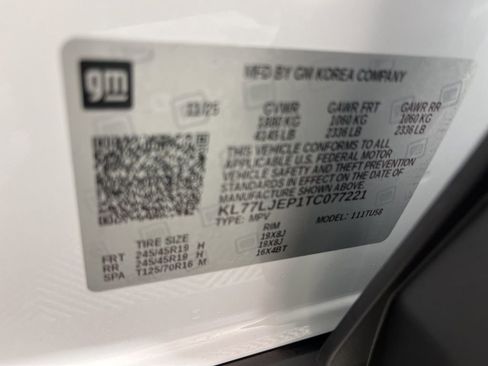 gm
MFD BY GM KOREA COMPANY
03/25 GVWR GAWR FRT GAWR RR
1060 KG 1060 KG
4145 LB 2336 LB 2336 LB
THIS VEHICLE CONFORMS TO ALL
APPLICABLE U.S. FEDERAL MOTOR
VEHICLE SAFETY AND THEFT PREVENTION
STANDARDS IN EFFECT ON THE DATE OF
MANUFACTURE SHOWN ABOVE.
KL77LJEP1TC077221
TYPE: MPV MODEL: 1TU58
TIRE SIZE RIM
FRT 245/45R19 H 19X8J
RR 245/45R19 H 19X8J
SPA T125/70R16 M 16X4BT